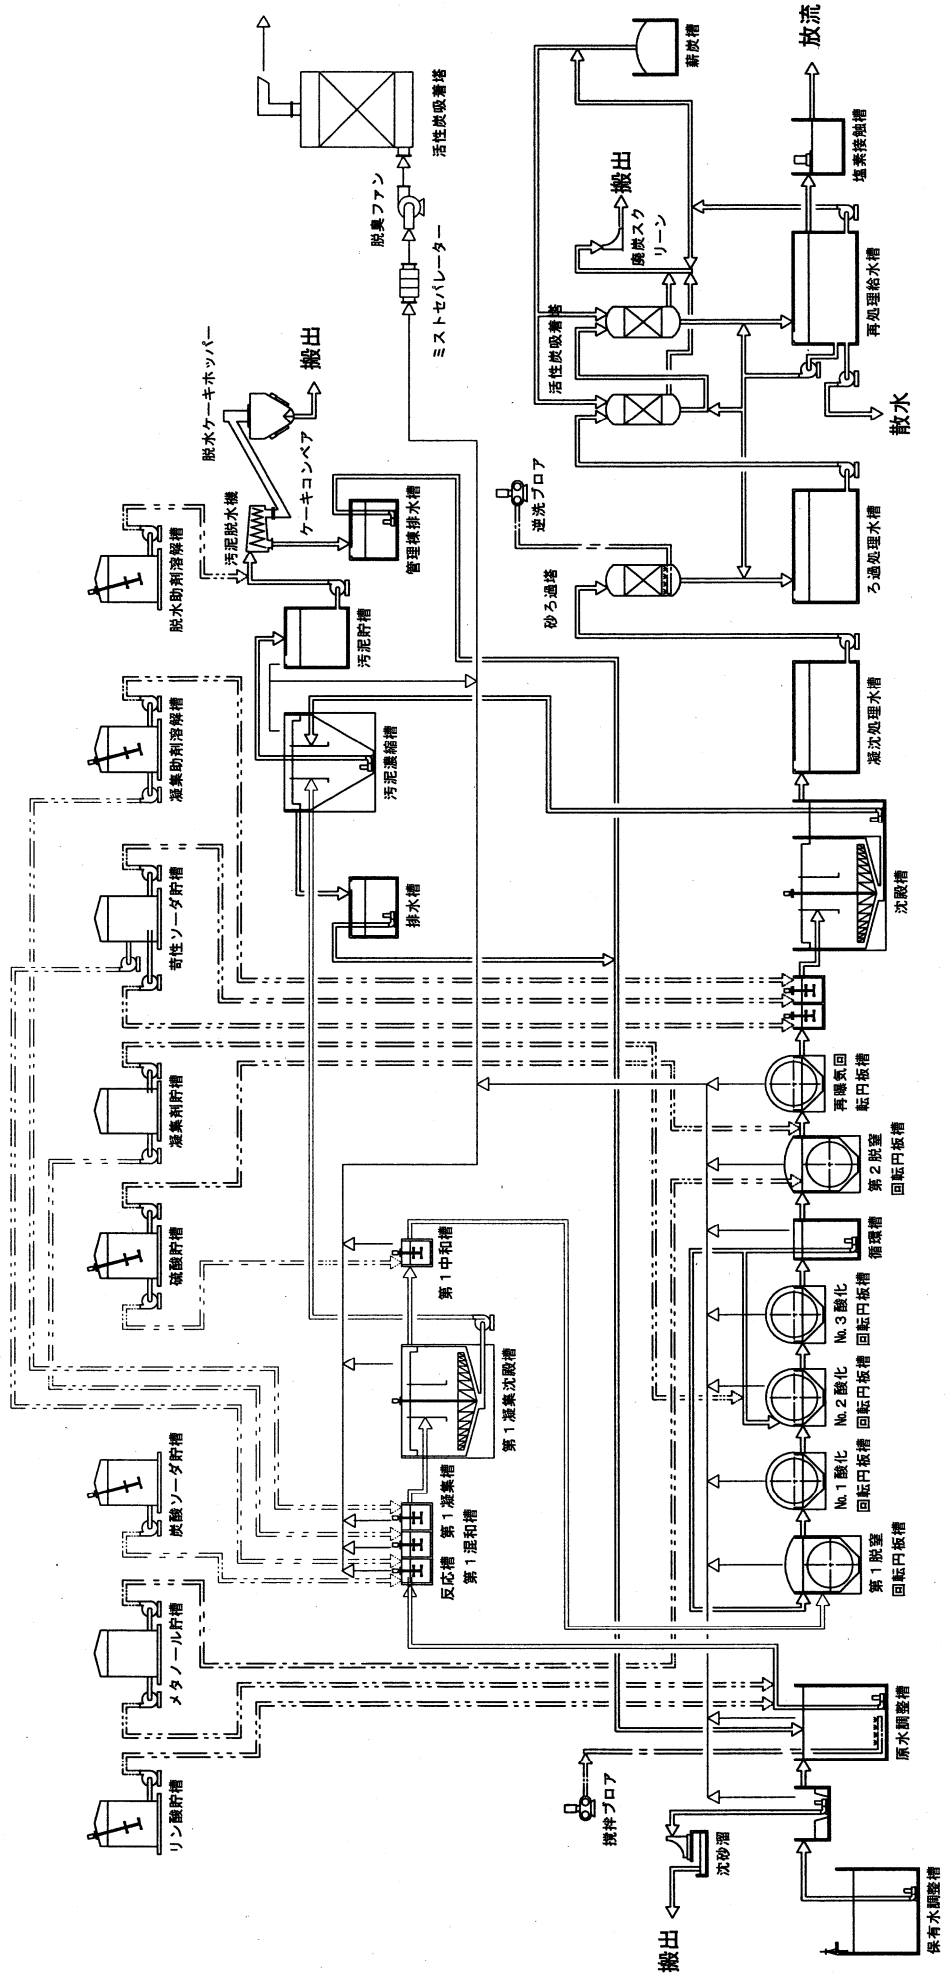 リン酸貯槽
メタノール貯槽
炭酸ソーダ貯槽
硫酸貯槽
凝集剤貯槽
苛性ソーダ貯槽
凝集助剤溶解槽
脱水助剤溶解槽
脱水ケーキホッパー
汚泥脱水機
ケーキコンベア
搬出
汚泥貯槽
管理棟排水槽
汚泥濃縮槽
排水槽
ミストセパレーター
脱臭ファン
活性炭吸着塔
反応槽
第1混和槽
第1凝集槽
第1凝集沈殿槽
第1中和槽
攪拌ブロア
沈砂溜
搬出
保有水調整槽
原水調整槽
第1脱窒
回転円板槽
No.1酸化
回転円板槽
No.2酸化
回転円板槽
No.3酸化
回転円板槽
循環槽
第2脱窒
回転円板槽
再曝気回
転円板槽
沈殿槽
凝沈処理水槽
砂ろ過塔
逆洗ブロア
ろ過処理水槽
活性炭吸着塔
廃炭スク
リーン
搬出
散水
再処理給水槽
塩素接触槽
薪炭槽
放流